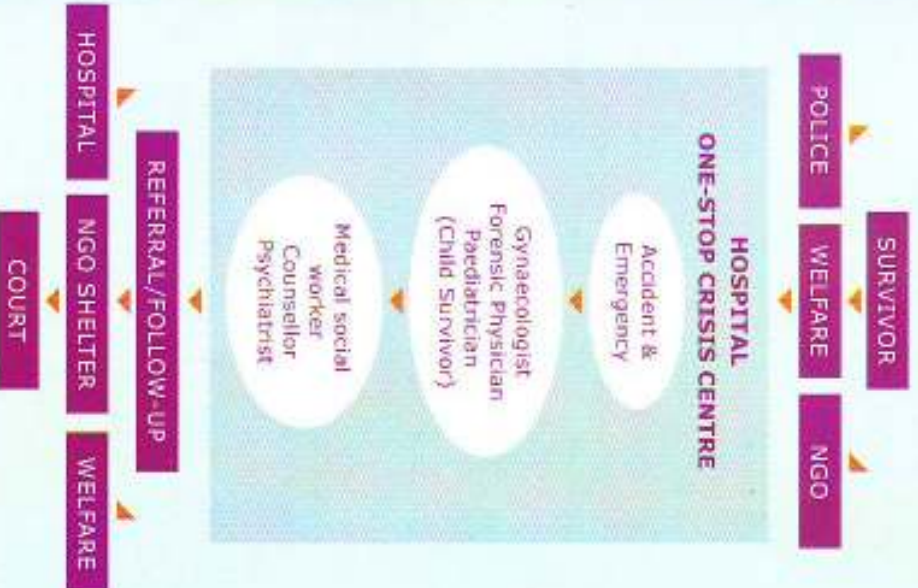 SURVIVOR
POLICE
WELFARE
NGO
HOSPITAL
ONE-STOP CRISIS CENTRE
Accident &
Emergency
Gynaecologist
Forensic Physician
Paediatrician
(Child Survivor)
Medical social
worker
Counsellor
Psychiatrist
REFERRAL/FOLLOW-UP
HOSPITAL
NGO SHELTER
WELFARE
COURT